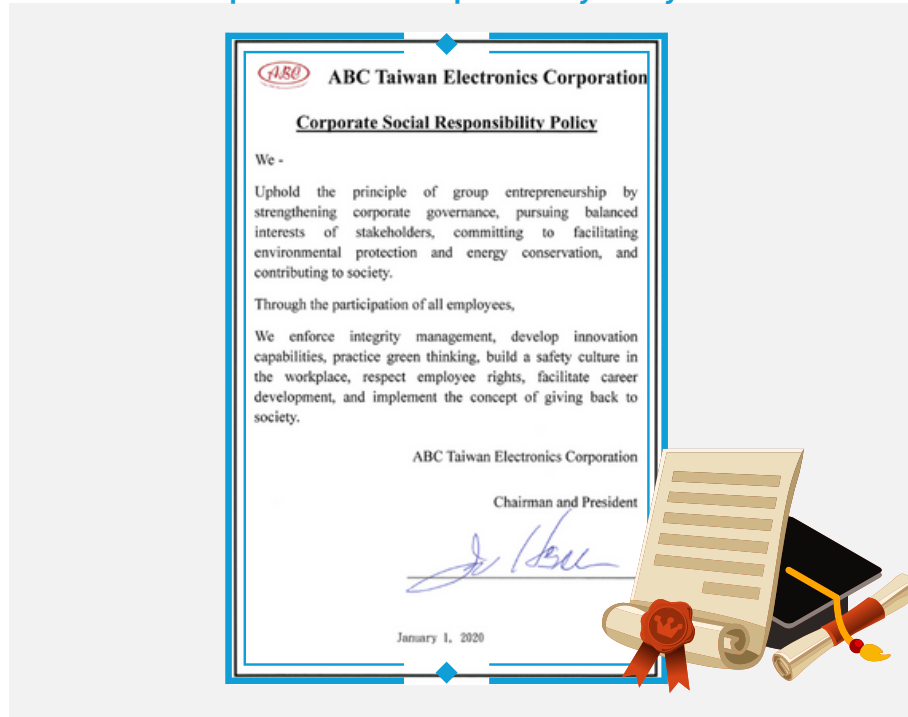 ABC
ABC Taiwan Electronics Corporation
Corporate Social Responsibility Policy
We -
Uphold the principle of group entrepreneurship by
strengthening corporate governance, pursuing balanced
interests of stakeholders, committing to facilitating
environmental protection and energy conservation, and
contributing to society.
Through the participation of all employees,
We enforce integrity management, develop innovation
capabilities, practice green thinking, build a safety culture in
the workplace, respect employee rights, facilitate career
development, and implement the concept of giving back to
society.
ABC Taiwan Electronics Corporation
Chairman and President
January 1, 2020